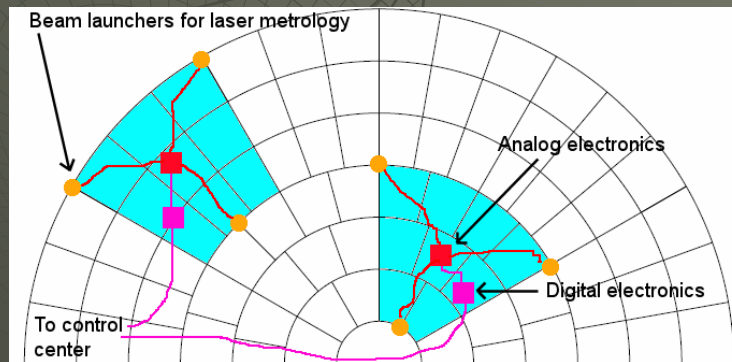 Beam launchers for laser metrology
Analog electronics
Digital electronics
To control
center